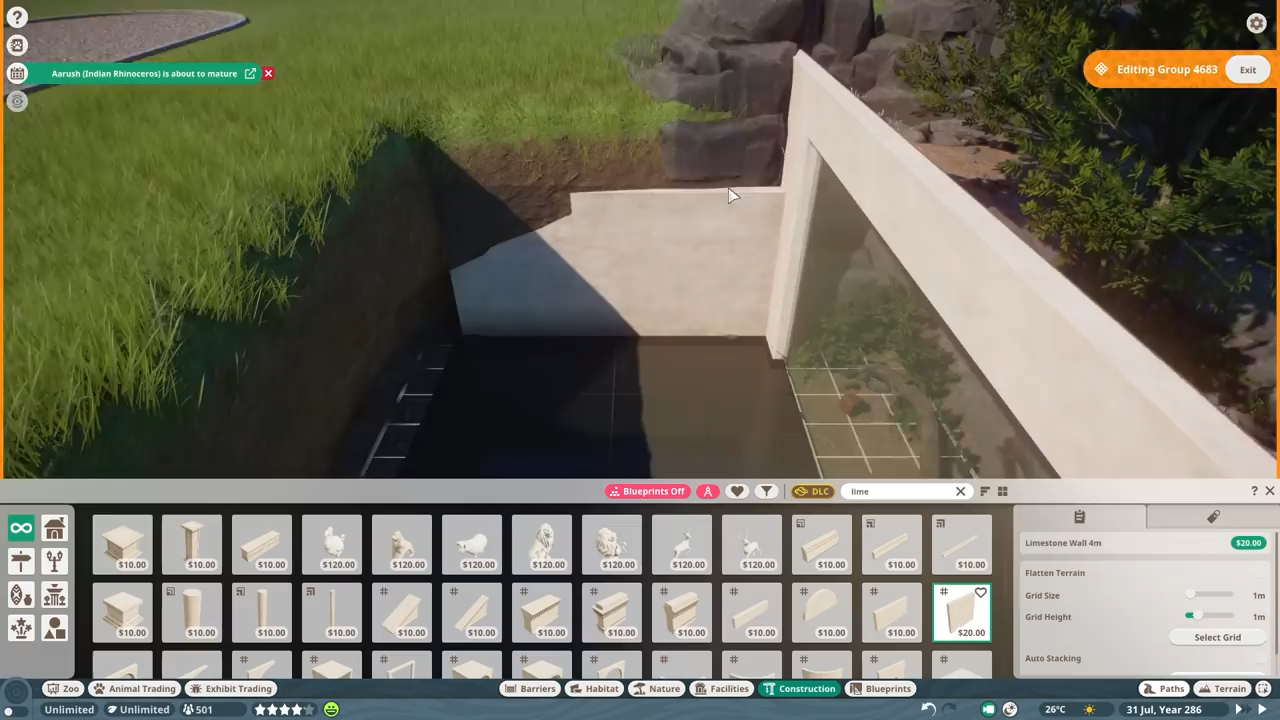 ?
Aarush (Indian Rhinoceros) is about to mature
Editing Group 4683
Exit
Blueprints Off
DLC
lime
?
$10.00 $10.00 $10.00 $120.00 $120.00 $120.00 $120.00 $120.00 $120.00 $120.00 $10.00 $10.00 $10.00
$10.00 $10.00 $10.00 $10.00 $10.00 $10.00 $10.00 $10.00 $10.00 $10.00 $10.00 $10.00 $20.00
Limestone Wall 4m
$20.00
Flatten Terrain
Grid Size
1m
Grid Height
1m
Select Grid
Auto Stacking
Zoo
Animal Trading
Exhibit Trading
Barriers
Habitat
Nature
Facilities
Construction
Blueprints
Paths
Terrain
Unlimited
Unlimited
501
26°C
31 Jul, Year 286